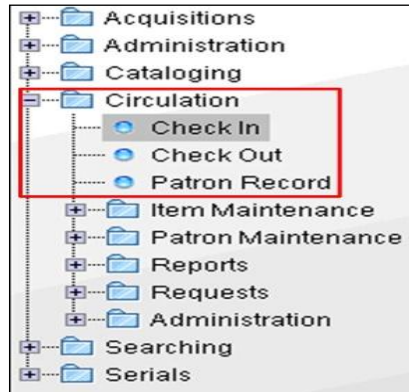 Acquisitions
Administration
Cataloging
Circulation
Check In
Check Out
Patron Record
Item Maintenance
Patron Maintenance
Reports
Requests
Administration
Searching
Serials